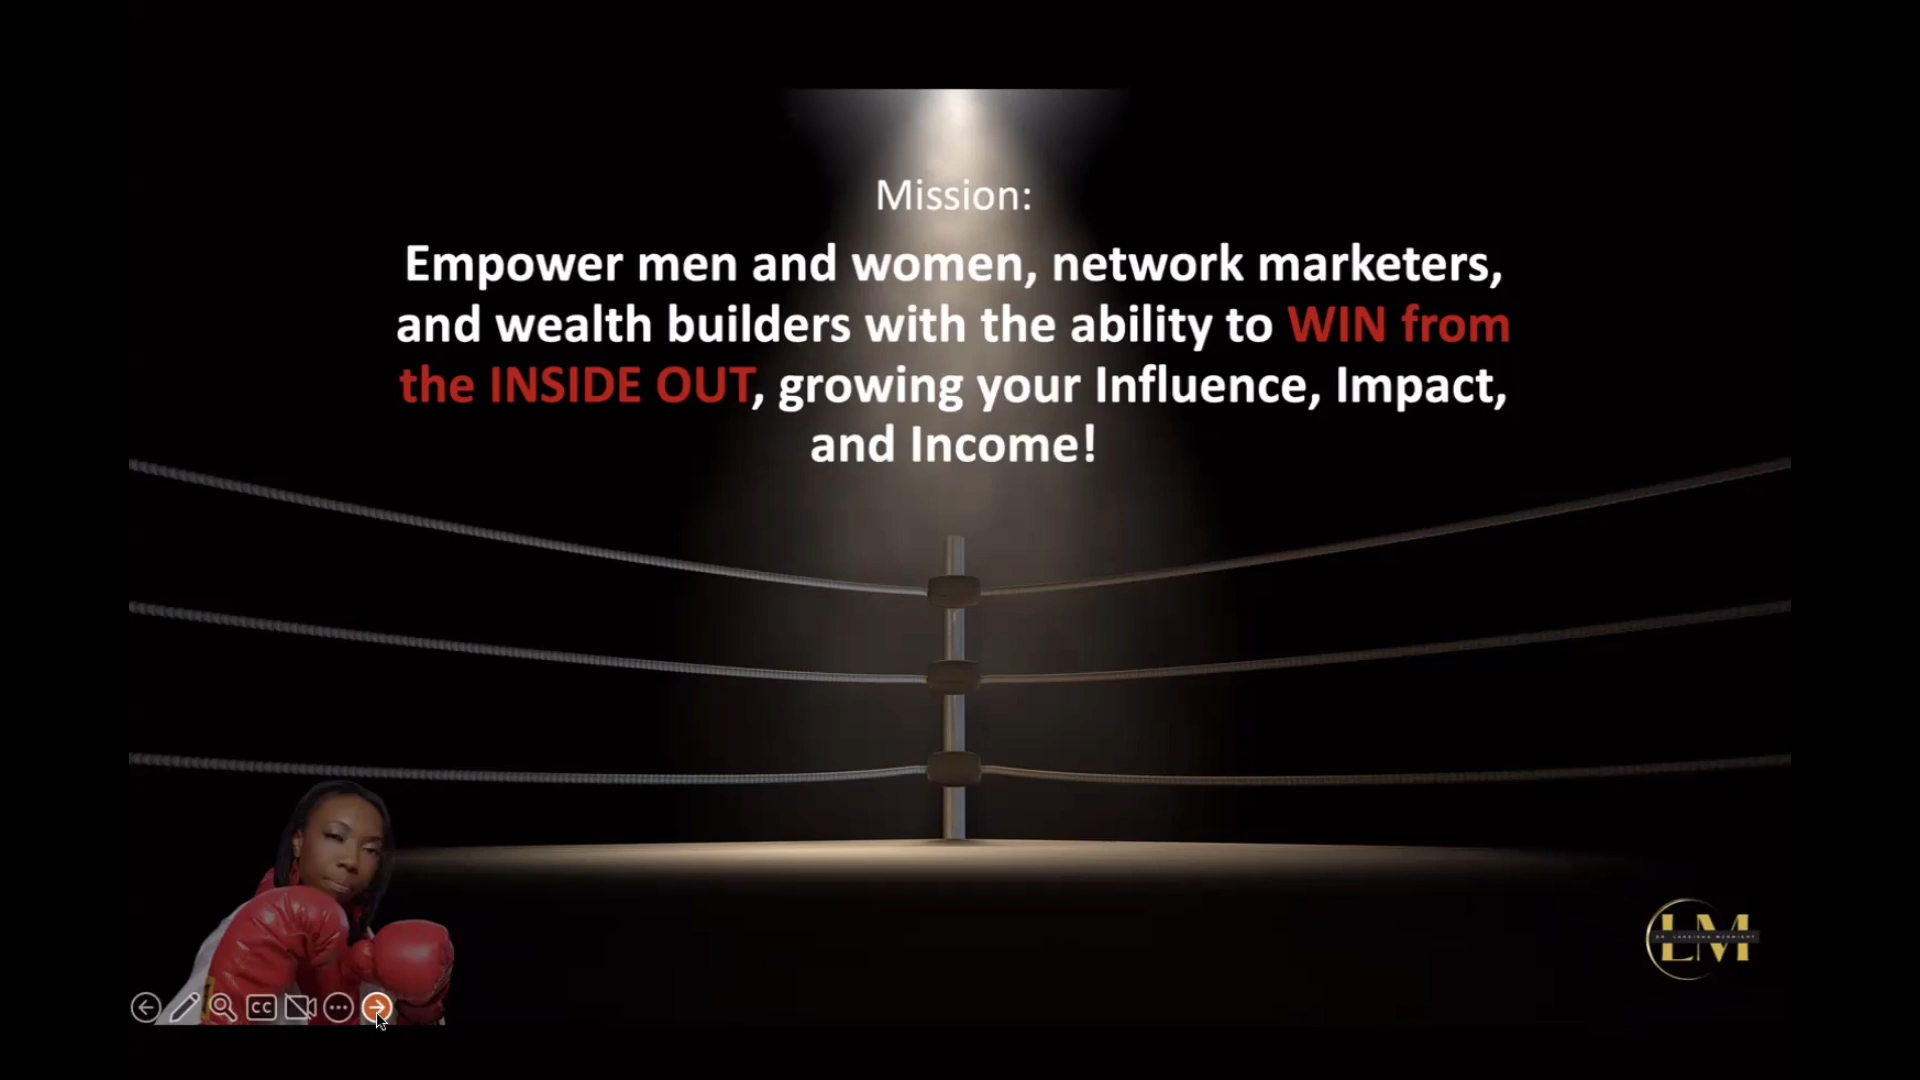 Mission:
Empower men and women, network marketers,
and wealth builders with the ability to WIN from
the INSIDE OUT, growing your Influence, Impact,
and Income!
CC
LM